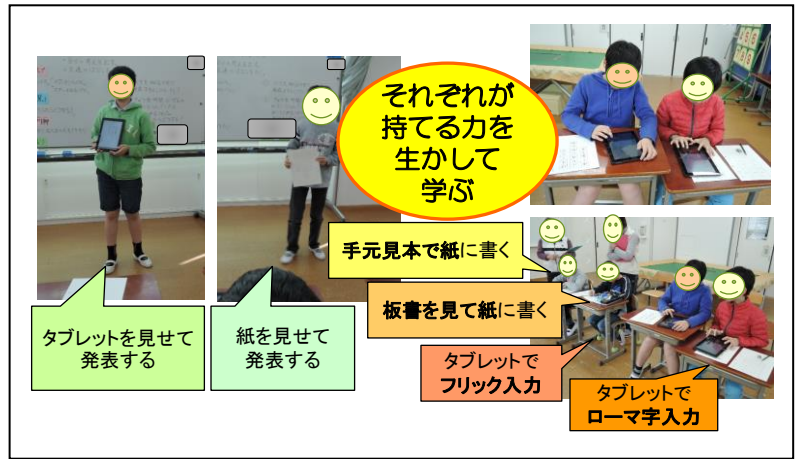 それぞれが
持てる力を
生かして
学ぶ
手元見本で紙に書く
板書を見て紙に書く
タブレットを見せて
発表する
紙を見せて
発表する
タブレットで
フリック入力
タブレットで
ローマ字入力